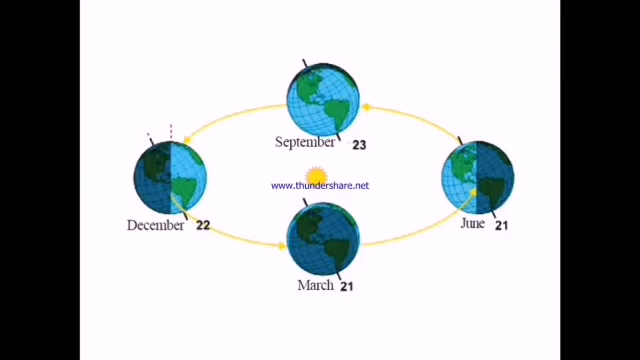 September 23
www.thundershare.net
December 22
June 21
March 21